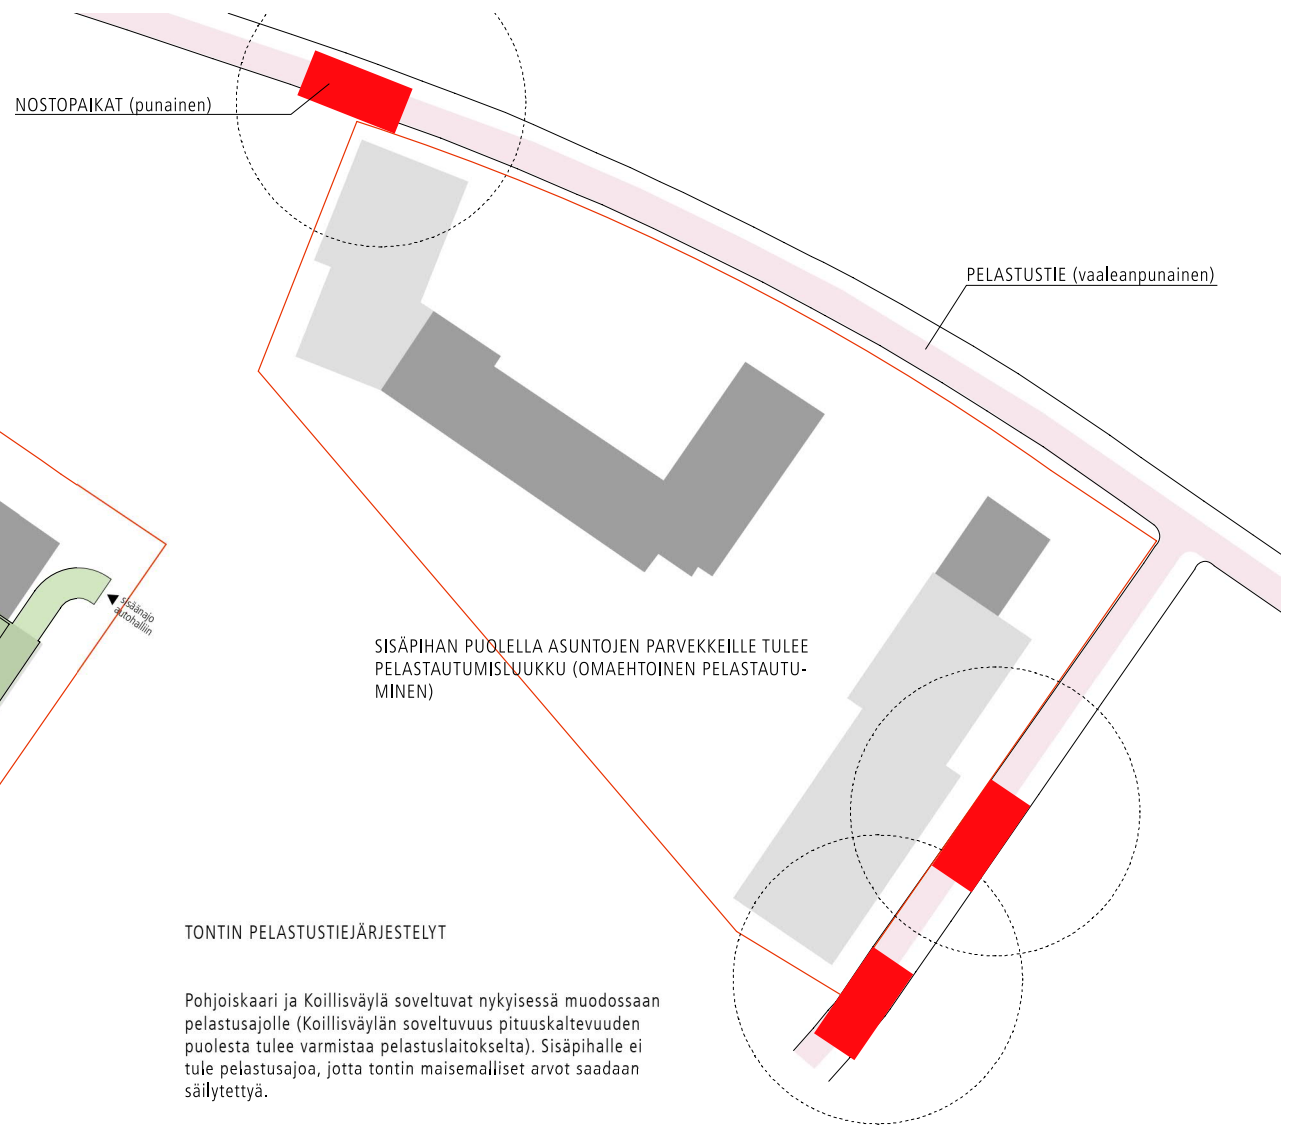 NOSTOPAIKAT (punainen)
PELASTUSTIE (vaaleanpunainen)
sisäänajo
autohalliin
SISÄPIHAN PUOLELLA ASUNTOJEN PARVEKKEILLE TULEE
PELASTAUTUMISLUUKKU (OMAEHTOINEN PELASTAUTU-
MINEN)
TONTIN PELASTUSTIEJÄRJESTELYT
Pohjoiskaari ja Koillisväylä soveltuvat nykyisessä muodossaan
pelastusajolle (Koillisväylän soveltuvuus pituuskaltevuuden
puolesta tulee varmistaa pelastuslaitokselta). Sisäpihalle ei
tule pelastusajoa, jotta tontin maisemalliset arvot saadaan
säilytettyä.